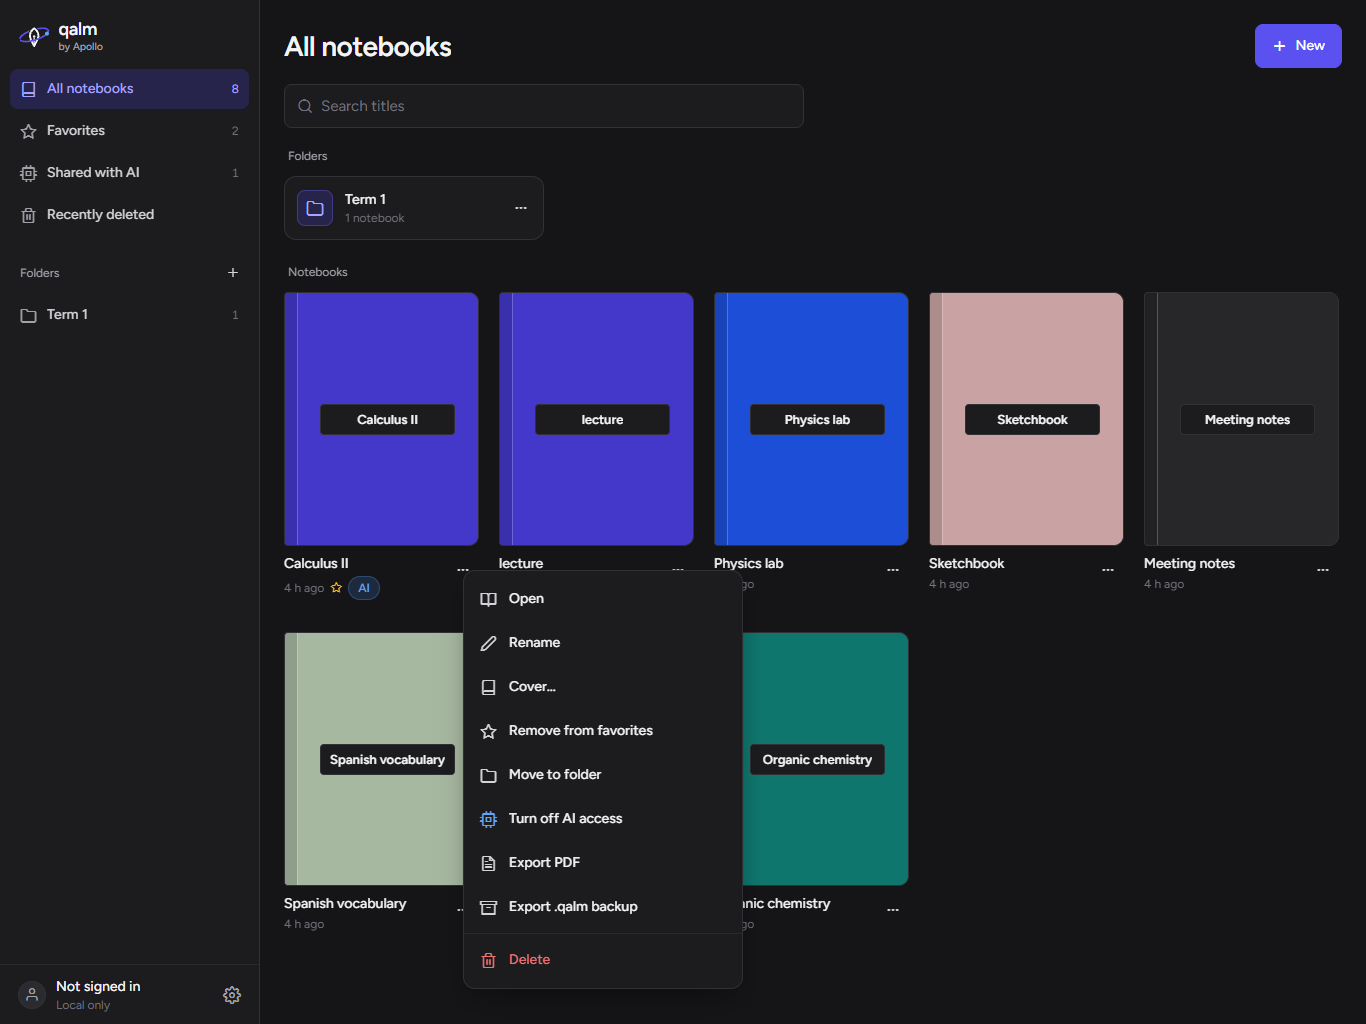 qalm
by Apollo
All notebooks 8
Favorites 2
Shared with AI 1
Recently deleted
Folders +
Term 1 1
Not signed in
Local only
All notebooks
+ New
Search titles
Folders
Term 1
1 notebook
Notebooks
Calculus II
lecture
Physics lab
Sketchbook
Meeting notes
Calculus II
4 h ago AI
lecture
Physics lab
go
Sketchbook
4 h ago
Meeting notes
4 h ago
Open
Rename
Cover...
Remove from favorites
Move to folder
Turn off AI access
Export PDF
Export .qalm backup
Delete
Spanish vocabulary
Organic chemistry
Spanish vocabulary
4 h ago
nic chemistry
go